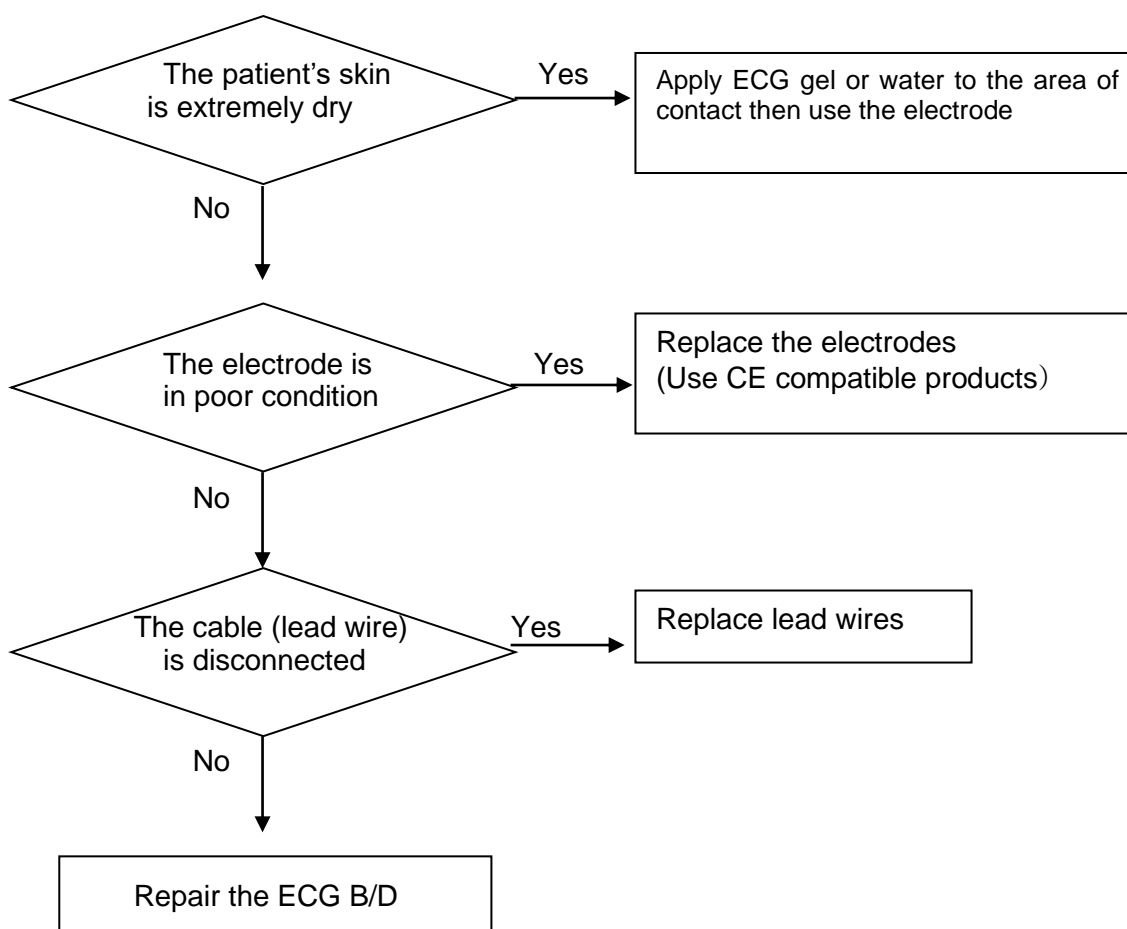 The patient’s skin
is extremely dry
Yes
Apply ECG gel or water to the area of
contact then use the electrode
No
The electrode is
in poor condition
Yes
Replace the electrodes
(Use CE compatible products）
No
The cable (lead wire)
is disconnected
Yes
Replace lead wires
No
Repair the ECG B/D